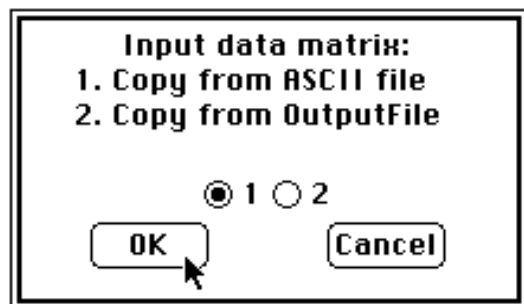 Input data matrix:
1. Copy from ASCII file
2. Copy from OutputFile
1 2
OK Cancel